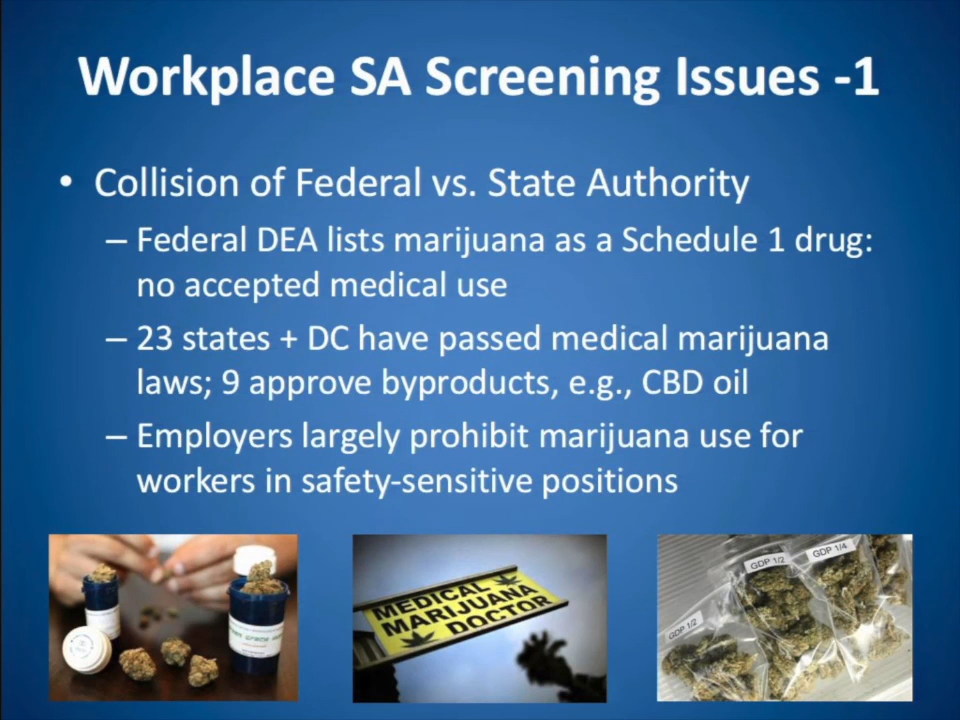 Workplace SA Screening Issues -1
• Collision of Federal vs. State Authority
– Federal DEA lists marijuana as a Schedule 1 drug:
no accepted medical use
– 23 states + DC have passed medical marijuana
laws; 9 approve byproducts, e.g., CBD oil
– Employers largely prohibit marijuana use for
workers in safety-sensitive positions
MEDICAL
MARIJUANA
DOCTOR
GDP 1/2
GDP 1/4
GDP 1/2